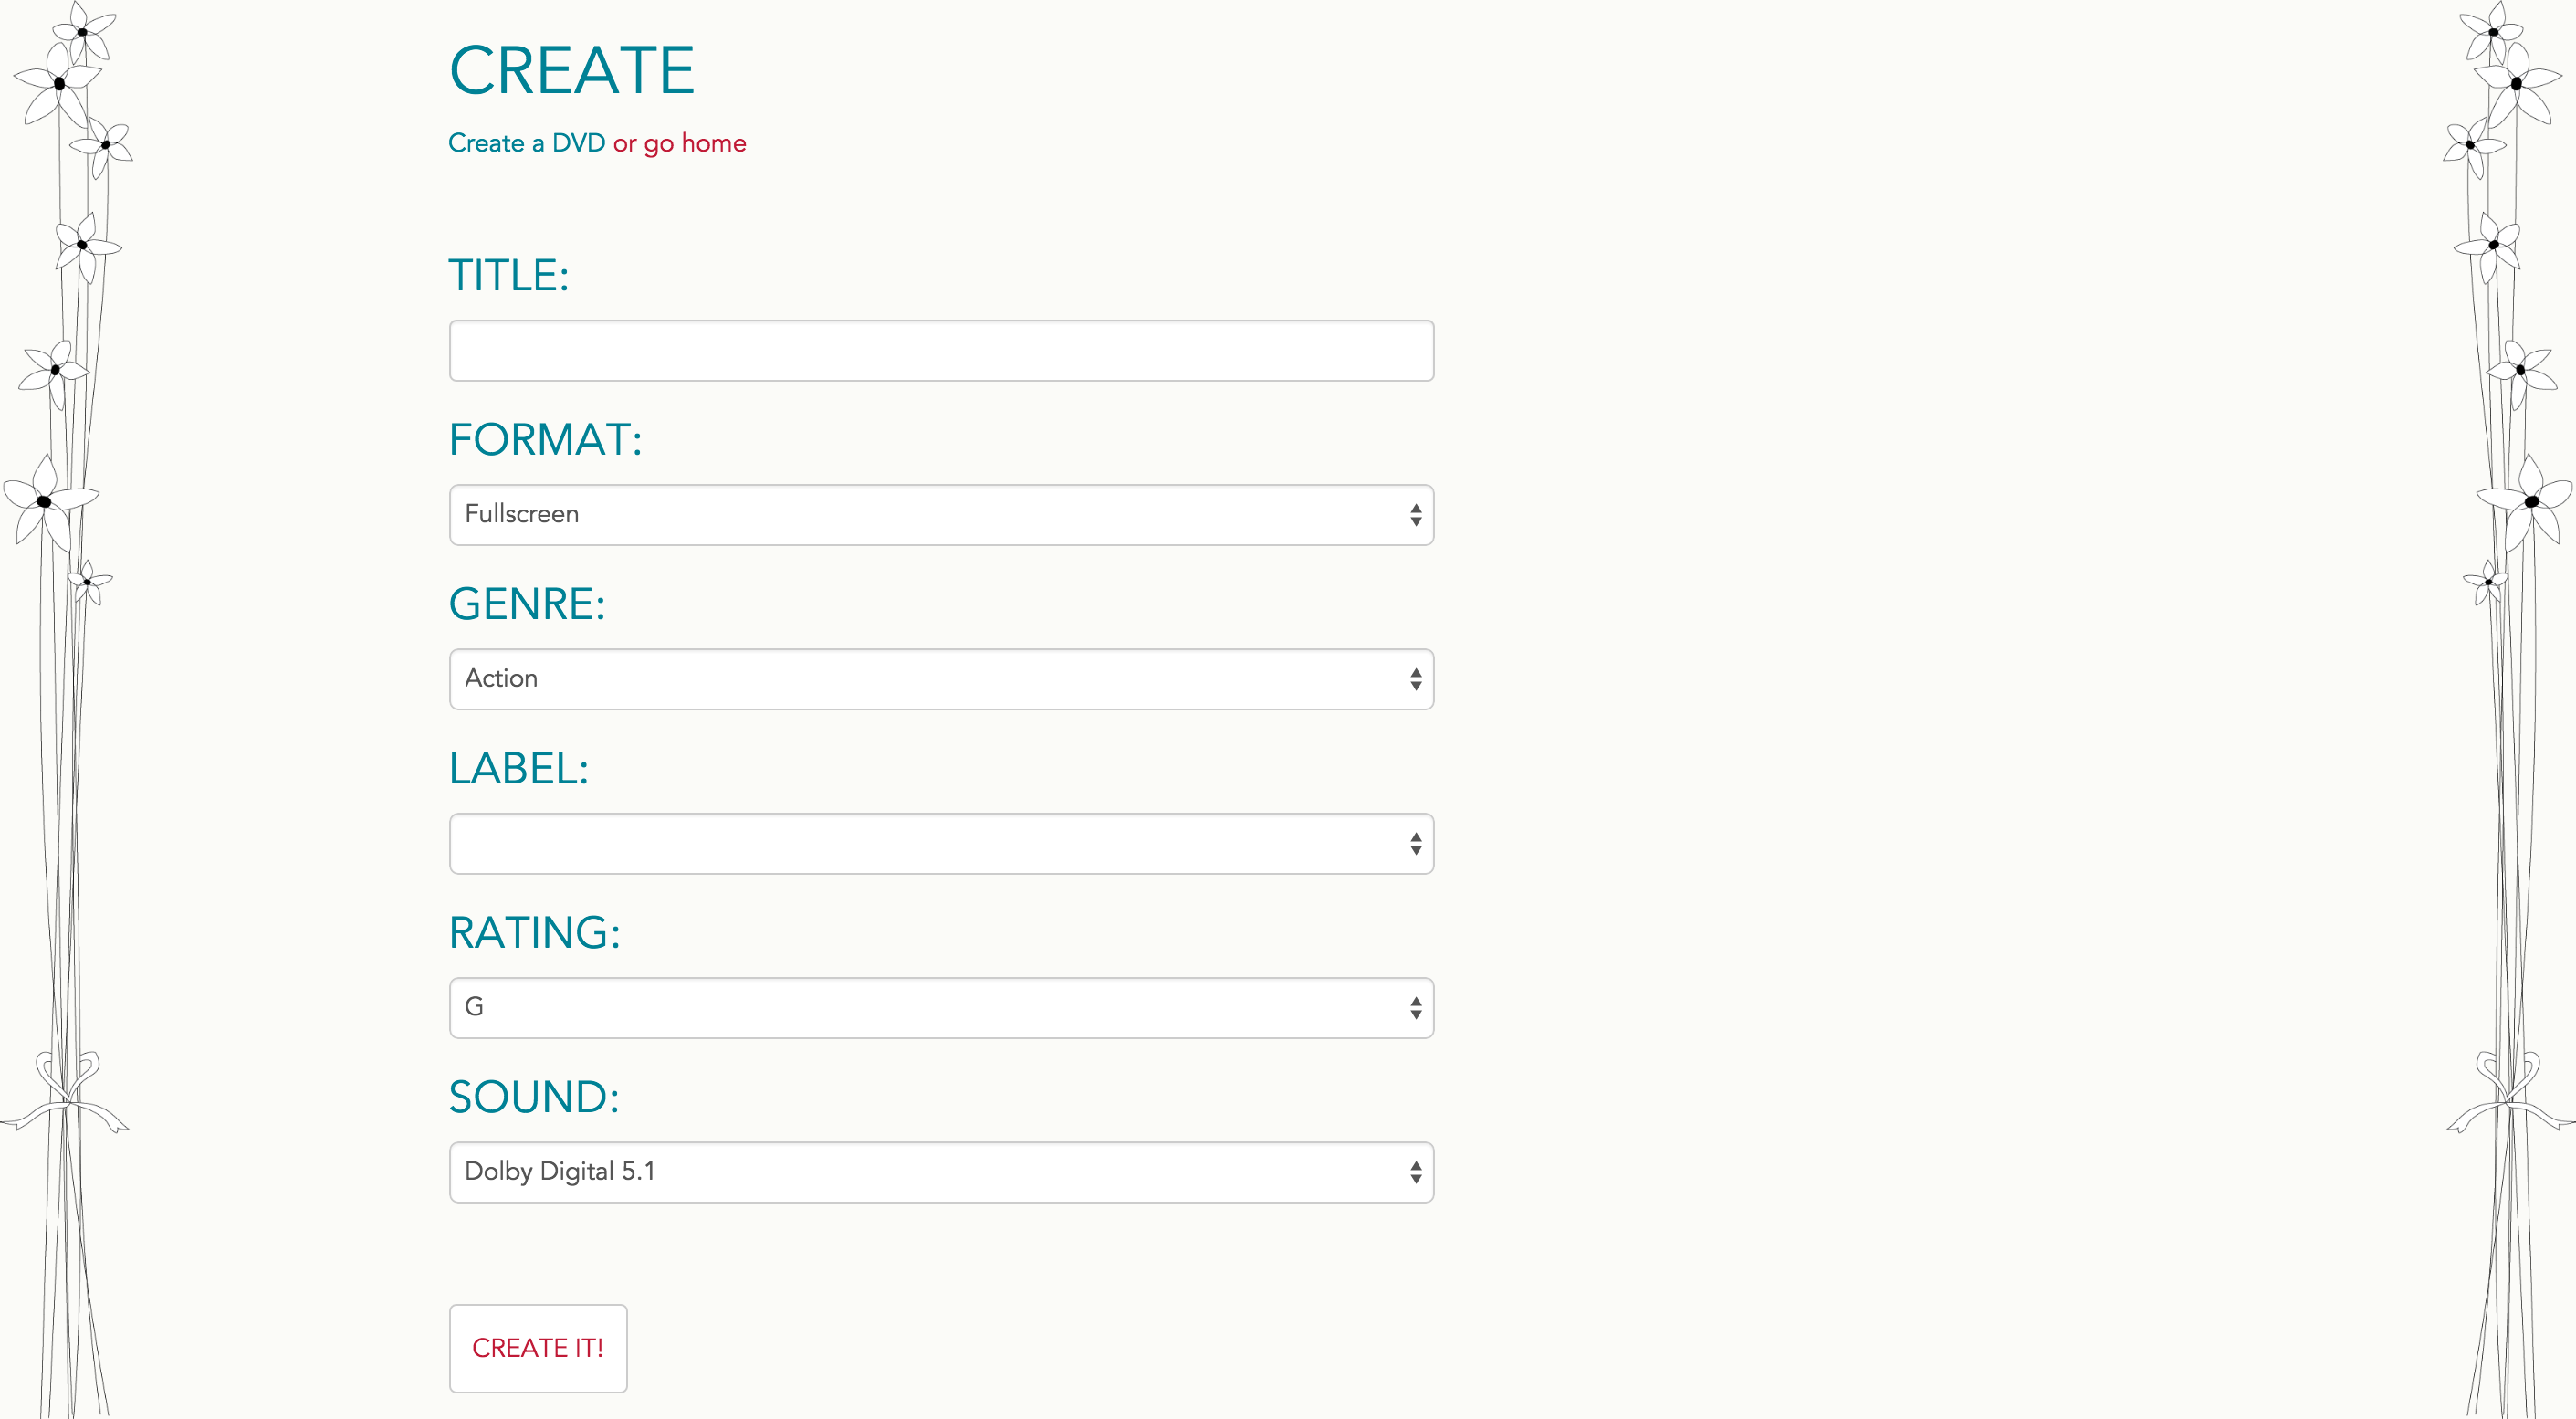 CREATE
Create a DVD or go home
TITLE:
FORMAT:
Fullscreen
GENRE:
Action
LABEL:
RATING:
G
SOUND:
Dolby Digital 5.1
CREATE IT!